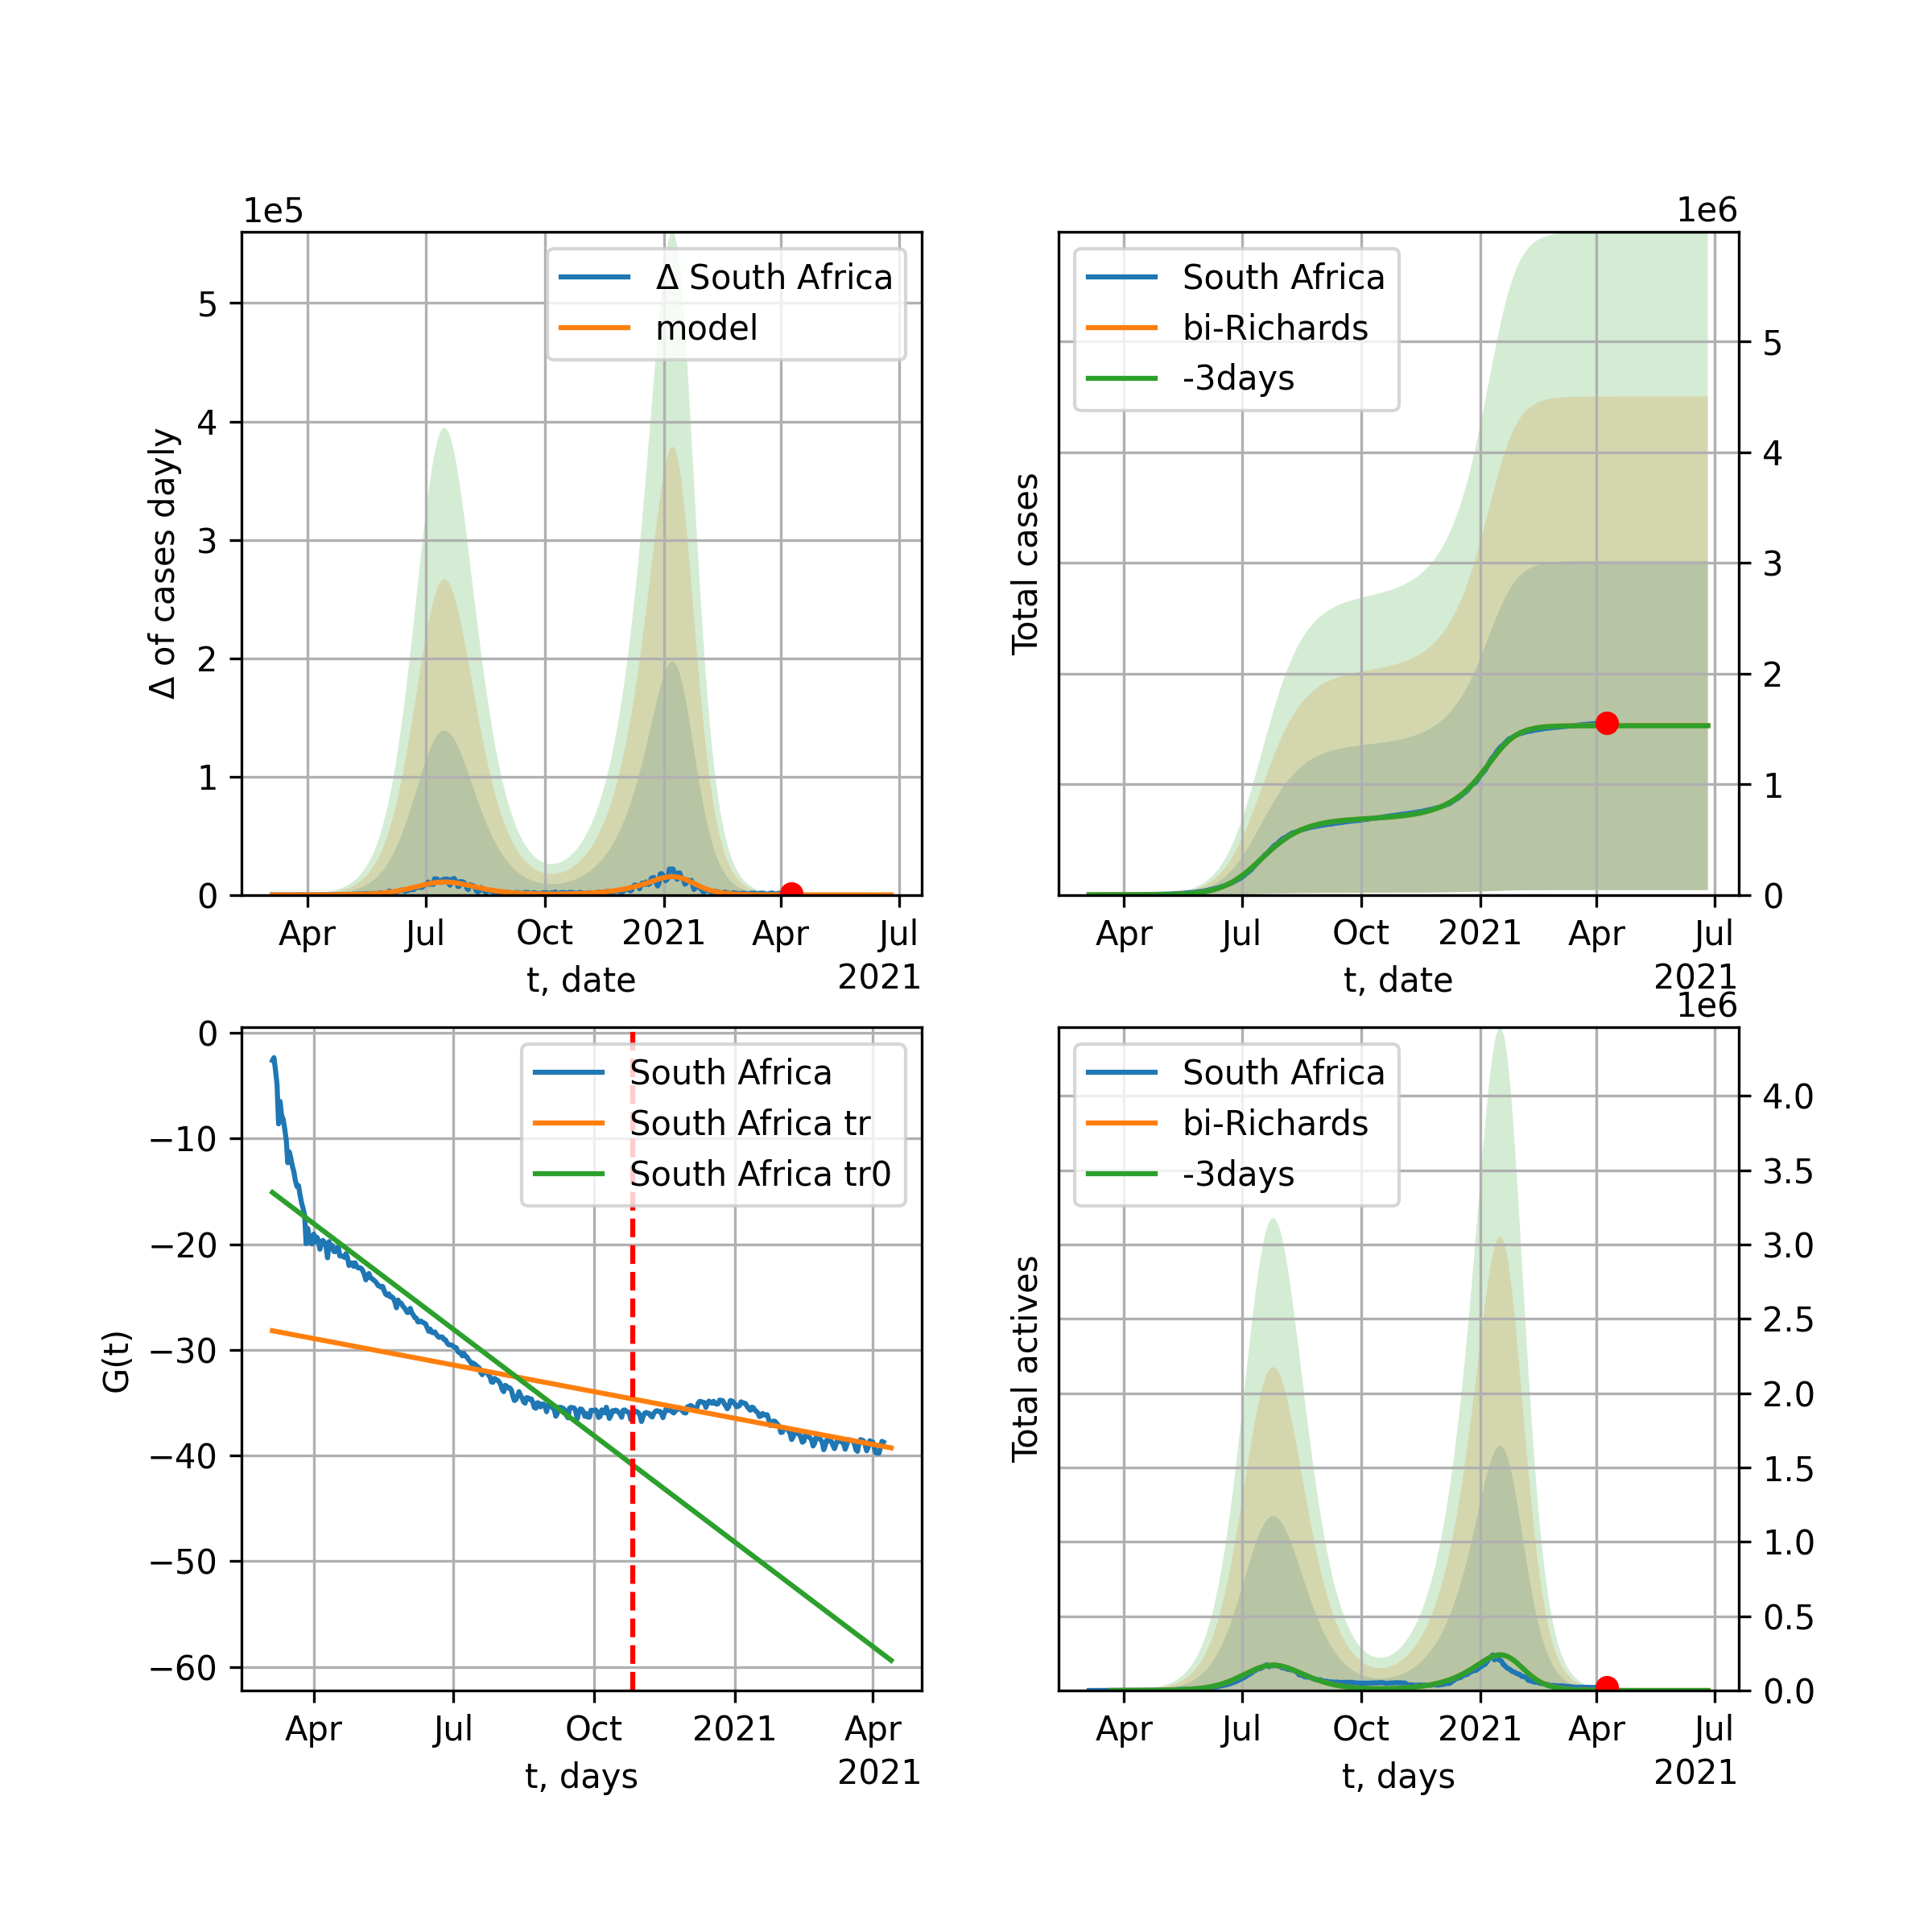 1e5
Δ of cases dayly
5
4
3
2
1
0
Δ South Africa
model
Apr Jul Oct 2021 Apr Jul
t, date
2021
1e6
Total cases
South Africa
bi-Richards
-3days
5
4
3
2
1
0
Apr Jul Oct 2021 Apr Jul
t, date
2021
G(t)
0
−10
−20
−30
−40
−50
−60
South Africa
South Africa tr
South Africa tr0
Apr Jul Oct 2021 Apr
t, days
2021
1e6
Total actives
South Africa
bi-Richards
-3days
4.0
3.5
3.0
2.5
2.0
1.5
1.0
0.5
0.0
Apr Jul Oct 2021 Apr Jul
t, days
2021